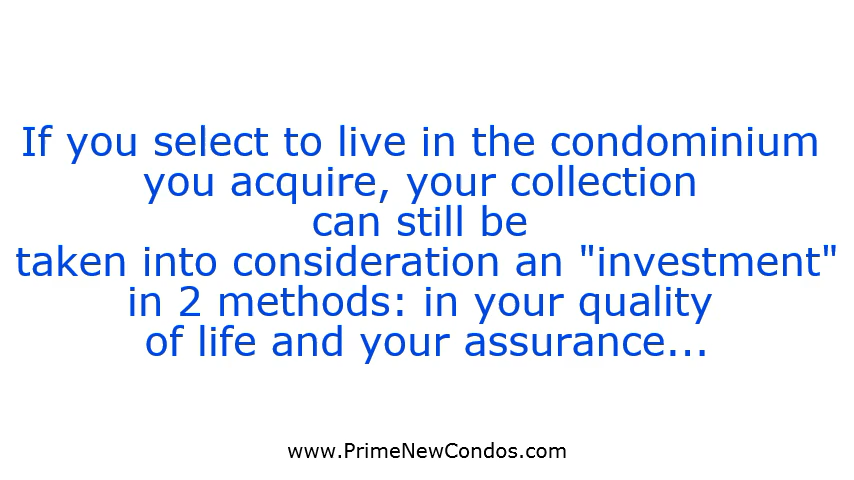 If you select to live in the condominium
you acquire, your collection
can still be
taken into consideration an "investment"
in 2 methods: in your quality
of life and your assurance...
www.PrimeNewCondos.com